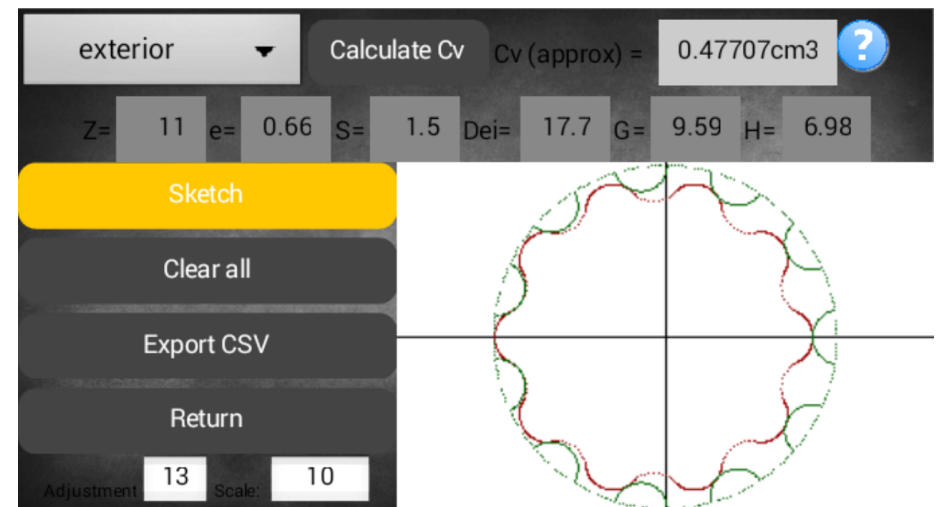 exterior Calculate Cv Cv (approx) = 0.47707cm3 ?
Z= 11 e= 0.66 S= 1.5 Dei= 17.7 G= 9.59 H= 6.98
Sketch
Clear all
Export CSV
Return
Adjustment 13 Scale: 10